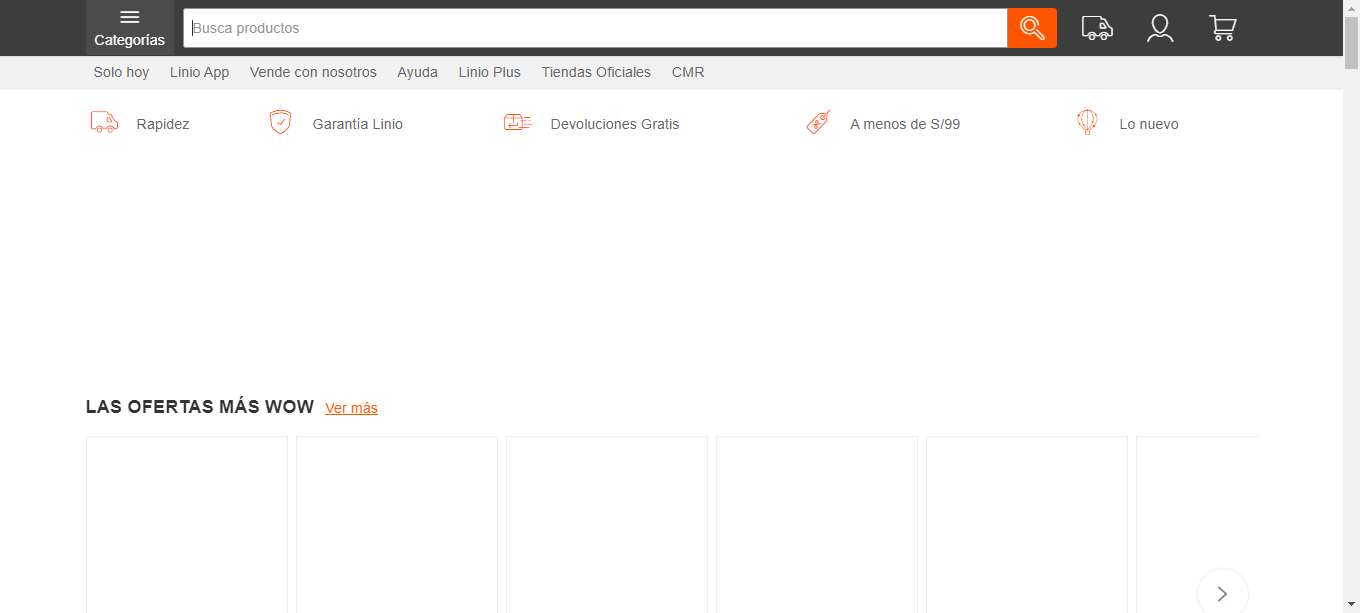 Categorías
Busca productos
Solo hoy Linio App Vende con nosotros Ayuda Linio Plus Tiendas Oficiales CMR
Rapidez Garantía Linio Devoluciones Gratis A menos de S/99 Lo nuevo
LAS OFERTAS MÁS WOW Ver más